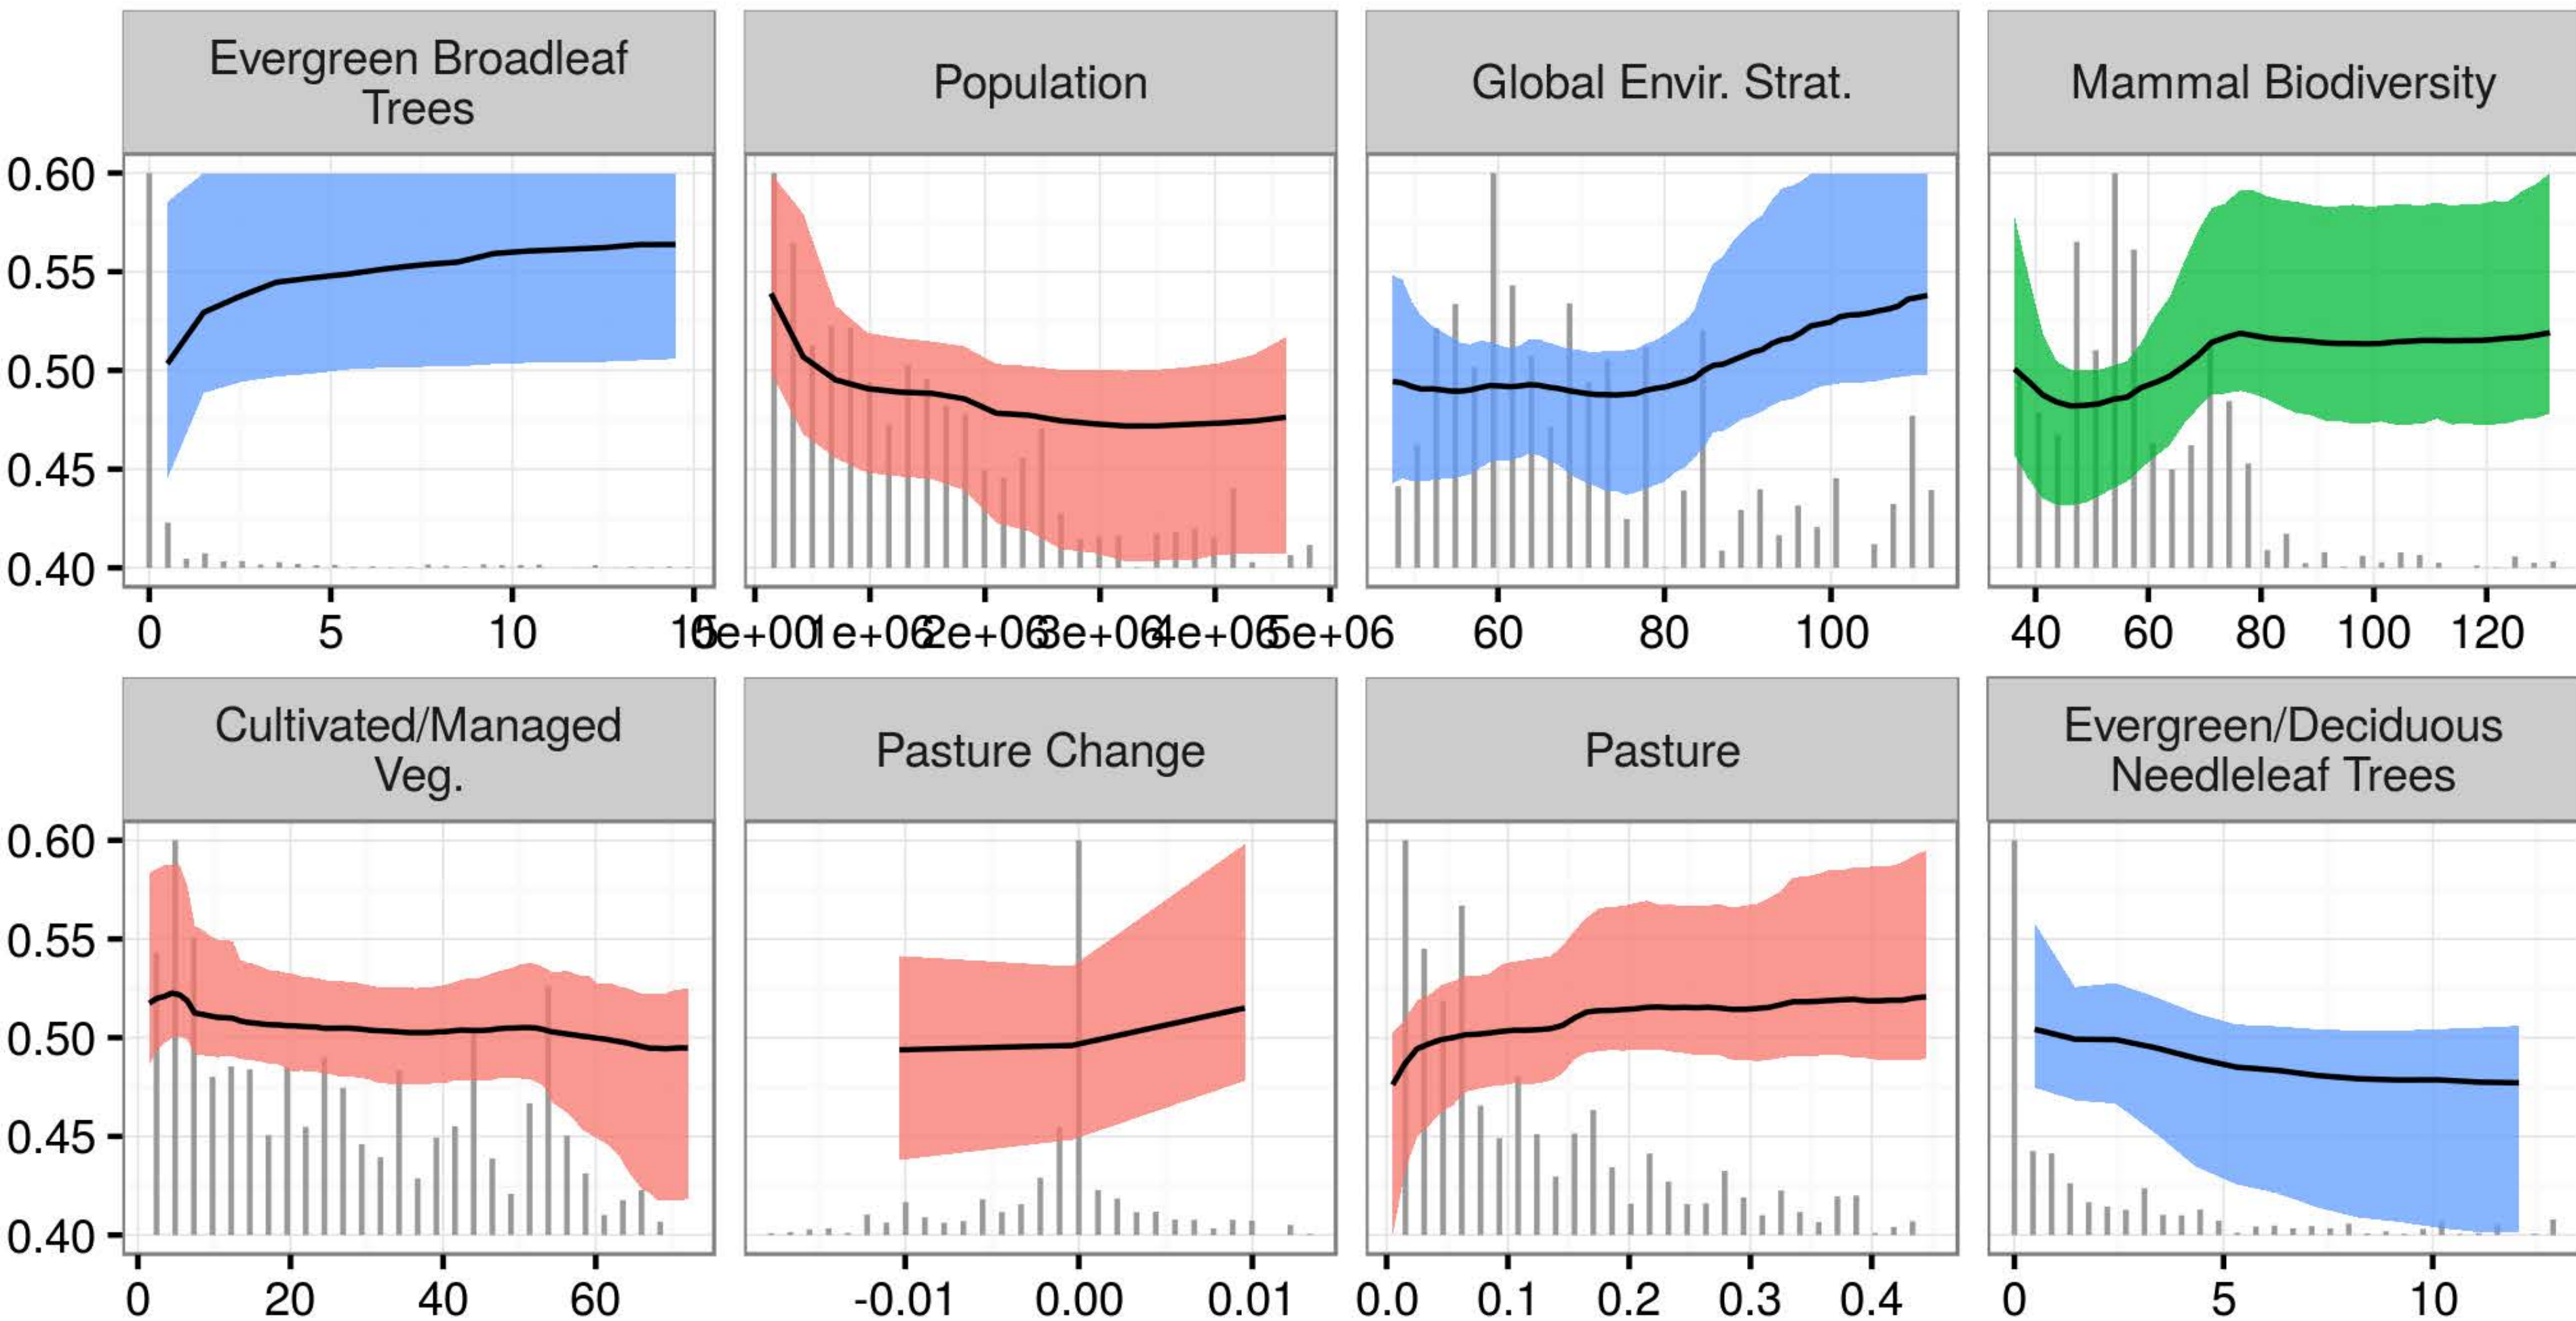 Evergreen Broadleaf
Trees
Population
Global Envir. Strat.
Mammal Biodiversity
0.60
0.55
0.50
0.45
0.40
0 5 10 15
0e+00 1e+06 2e+06 3e+06 4e+06 5e+06
60 80 100
40 60 80 100 120
Cultivated/Managed
Veg.
Pasture Change
Pasture
Evergreen/Deciduous
Needleleaf Trees
0.60
0.55
0.50
0.45
0.40
0 20 40 60
-0.01 0.00 0.01
0.0 0.1 0.2 0.3 0.4
0 5 10